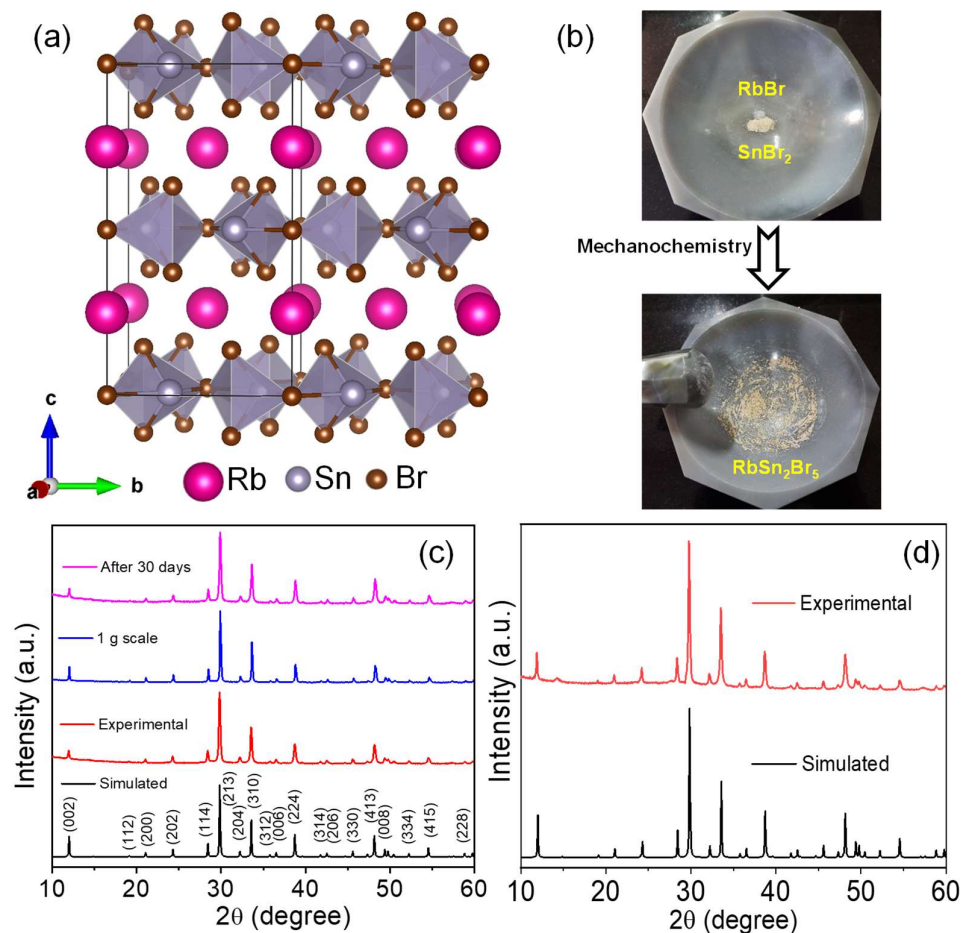 (a)
c
a
b
Rb
Sn
Br
(b)
RbBr
SnBr₂
Mechanochemistry
RbSn₂Br₅
(c)
After 30 days
1 g scale
Experimental
Simulated
(002)
(112)
(200)
(202)
(114)
(213)
(204)
(310)
(312)
(006)
(224)
(314)
(206)
(330)
(413)
(008)
(334)
(415)
(228)
Intensity (a.u.)
10 20 30 40 50 60
2θ (degree)
(d)
Experimental
Simulated
Intensity (a.u.)
10 20 30 40 50 60
2θ (degree)